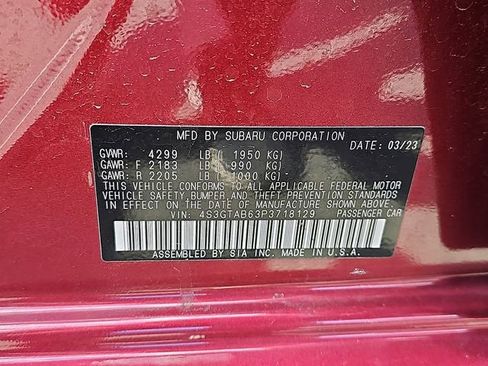 MFD BY SUBARU CORPORATION
DATE: 03/23
GVWR: 4299 LB ( 1950 KG)
GAWR: F 2183 LB ( 990 KG)
GAWR: R 2205 LB ( 1000 KG)
THIS VEHICLE CONFORMS TO ALL APPLICABLE FEDERAL MOTOR
VEHICLE SAFETY, BUMPER, AND THEFT PREVENTION STANDARDS
IN EFFECT ON THE DATE OF MANUFACTURE SHOWN ABOVE.
VIN: 4S3GTAB63P3718129 PASSENGER CAR
ASSEMBLED BY SIA INC. MADE IN U.S.A.